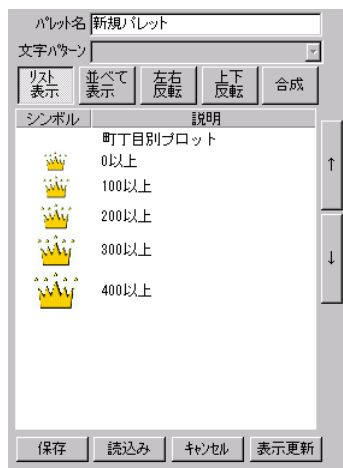 パレット名 新規パレット
文字パターン
リスト表示 並べて表示 左右反転 上下反転 合成
シンボル 説明
町丁目別プロット
0以上
100以上
200以上
300以上
400以上
↑
↓
保存 読込み キャンセル 表示更新